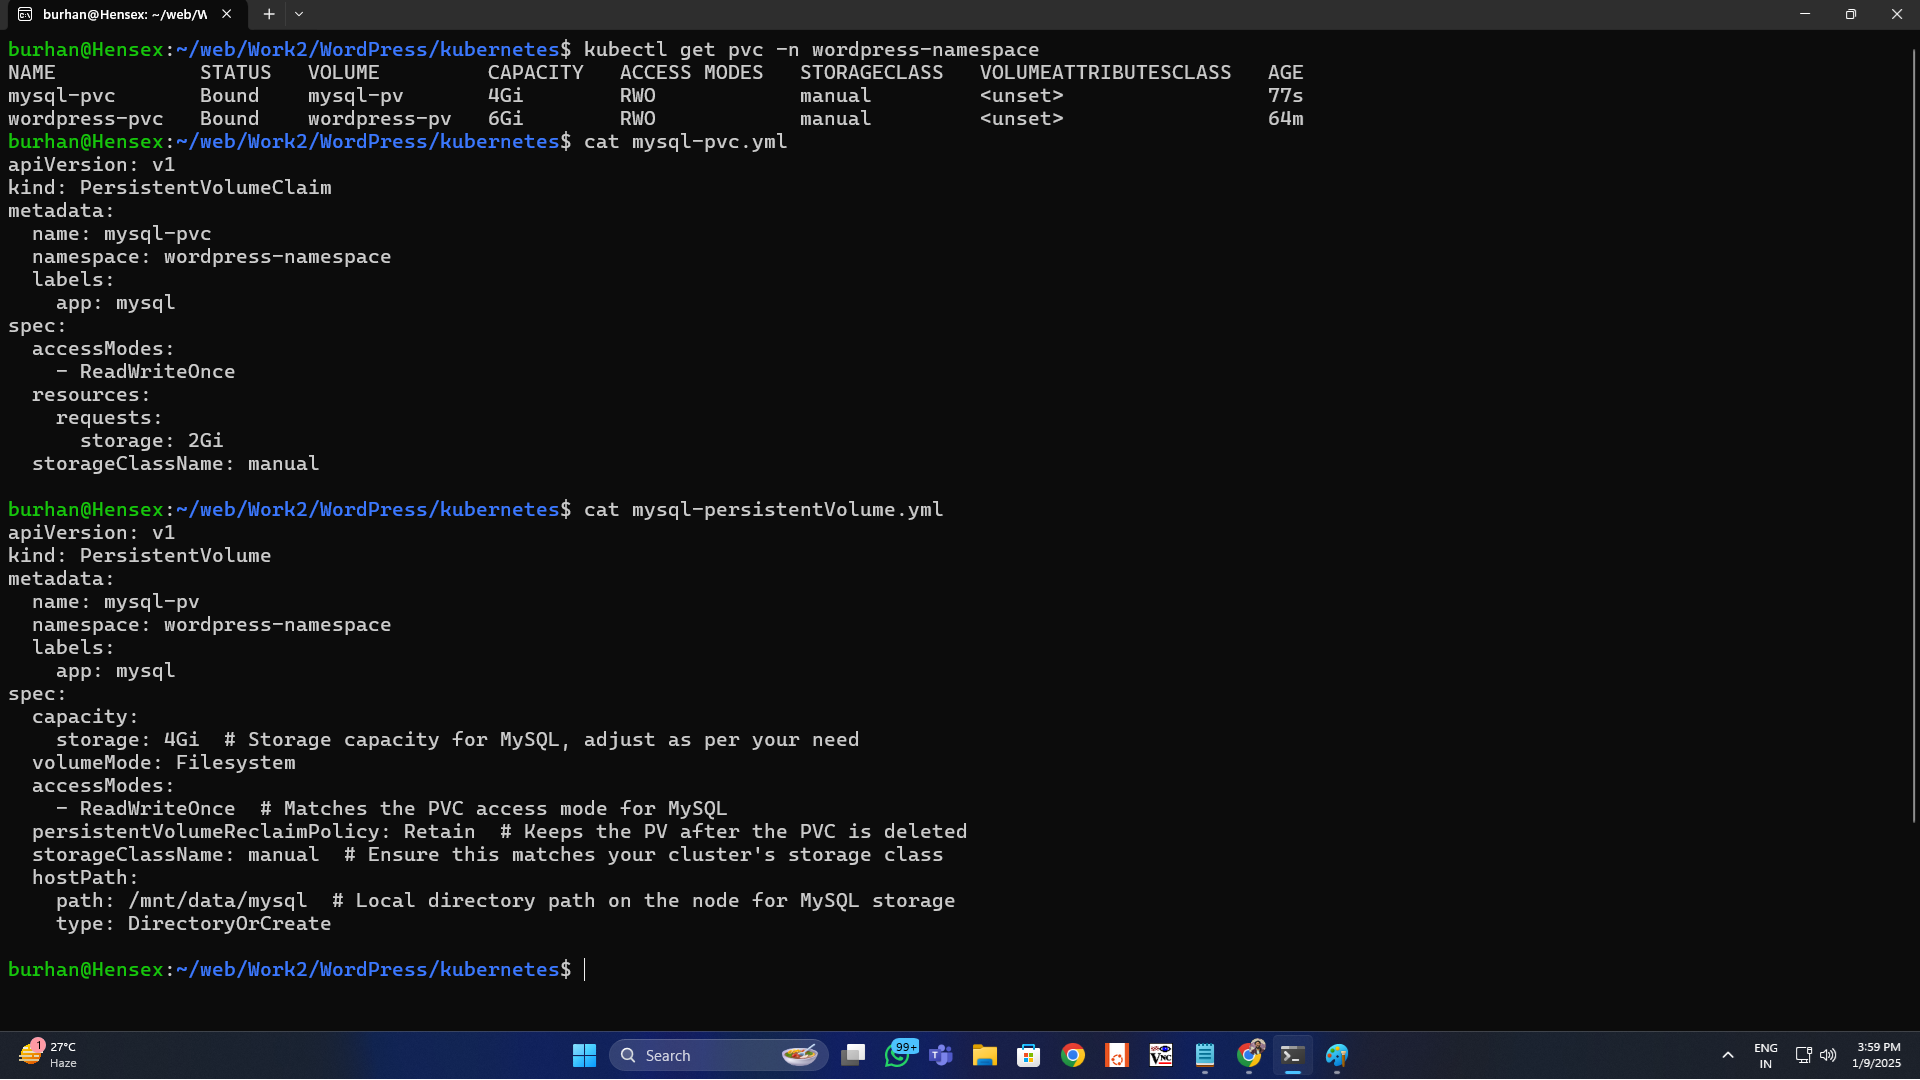 burhan@Hensex: ~/web/W
burhan@Hensex:~/web/Work2/WordPress/kubernetes$ kubectl get pvc -n wordpress-namespace
NAME            STATUS   VOLUME         CAPACITY   ACCESS MODES   STORAGECLASS   VOLUMEATTRIBUTESCLASS   AGE
mysql-pvc       Bound    mysql-pv       4Gi        RWO            manual         <unset>                 77s
wordpress-pvc   Bound    wordpress-pv   6Gi        RWO            manual         <unset>                 64m
burhan@Hensex:~/web/Work2/WordPress/kubernetes$ cat mysql-pvc.yml
apiVersion: v1
kind: PersistentVolumeClaim
metadata:
  name: mysql-pvc
  namespace: wordpress-namespace
  labels:
    app: mysql
spec:
  accessModes:
    - ReadWriteOnce
  resources:
    requests:
      storage: 2Gi
  storageClassName: manual
burhan@Hensex:~/web/Work2/WordPress/kubernetes$ cat mysql-persistentVolume.yml
apiVersion: v1
kind: PersistentVolume
metadata:
  name: mysql-pv
  namespace: wordpress-namespace
  labels:
    app: mysql
spec:
  capacity:
    storage: 4Gi  # Storage capacity for MySQL, adjust as per your need
  volumeMode: Filesystem
  accessModes:
    - ReadWriteOnce  # Matches the PVC access mode for MySQL
  persistentVolumeReclaimPolicy: Retain  # Keeps the PV after the PVC is deleted
  storageClassName: manual  # Ensure this matches your cluster's storage class
  hostPath:
    path: /mnt/data/mysql  # Local directory path on the node for MySQL storage
    type: DirectoryOrCreate
burhan@Hensex:~/web/Work2/WordPress/kubernetes$
1
27°C
Haze
Search
99+
ENG
IN
3:59 PM
1/9/2025